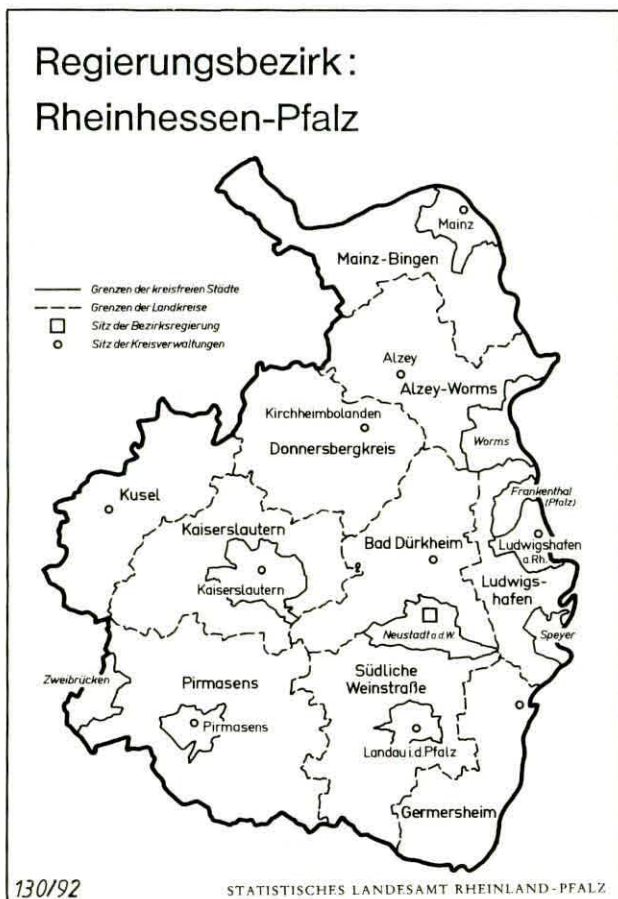 Regierungsbezirk:
Rheinhessen-Pfalz
Mainz
Mainz-Bingen
Grenzen der kreisfreien Städte
Grenzen der Landkreise
Sitz der Bezirksregierung
Sitz der Kreisverwaltungen
Alzey
Alzey-Worms
Kirchheimbolanden
Donnersbergkreis
Worms
Kusel
Frankenthal
(Pfalz)
Kaiserslautern
Bad Dürkheim
Ludwigshafen
a.Rh.
Kaiserslautern
Ludwigs-
hafen
Neustadt a.d.W.
Speyer
Zweibrücken
Pirmasens
Südliche
Weinstraße
Pirmasens
Landau i.d.Pfalz
Germersheim
130/92
STATISTISCHES LANDESAMT RHEINLAND-PFALZ